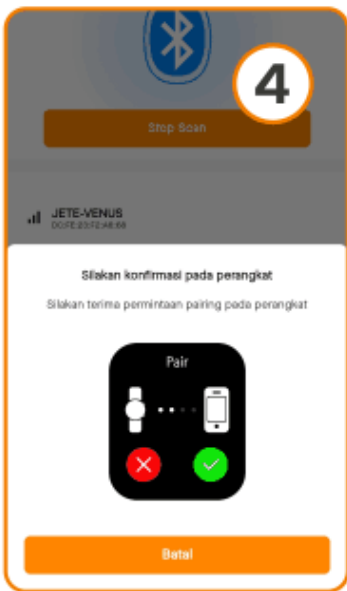 4
Stop Scan
JETE-VENUS
Silakan konfirmasi pada perangkat
Silakan terima permintaan pairing pada perangkat
Pair
Batal